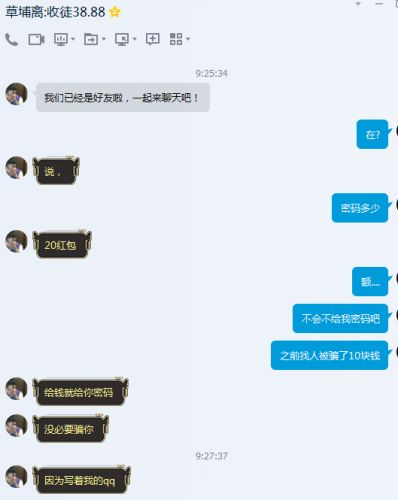 草埔离:收徒38.88
9:25:34
我们已经是好友啦，一起来聊天吧！
在?
说，
密码多少
20红包
额....
不会不给我密码吧
之前找人被骗了10块钱
给钱就给你密码
没必要骗你
9:27:37
因为写着我的qq